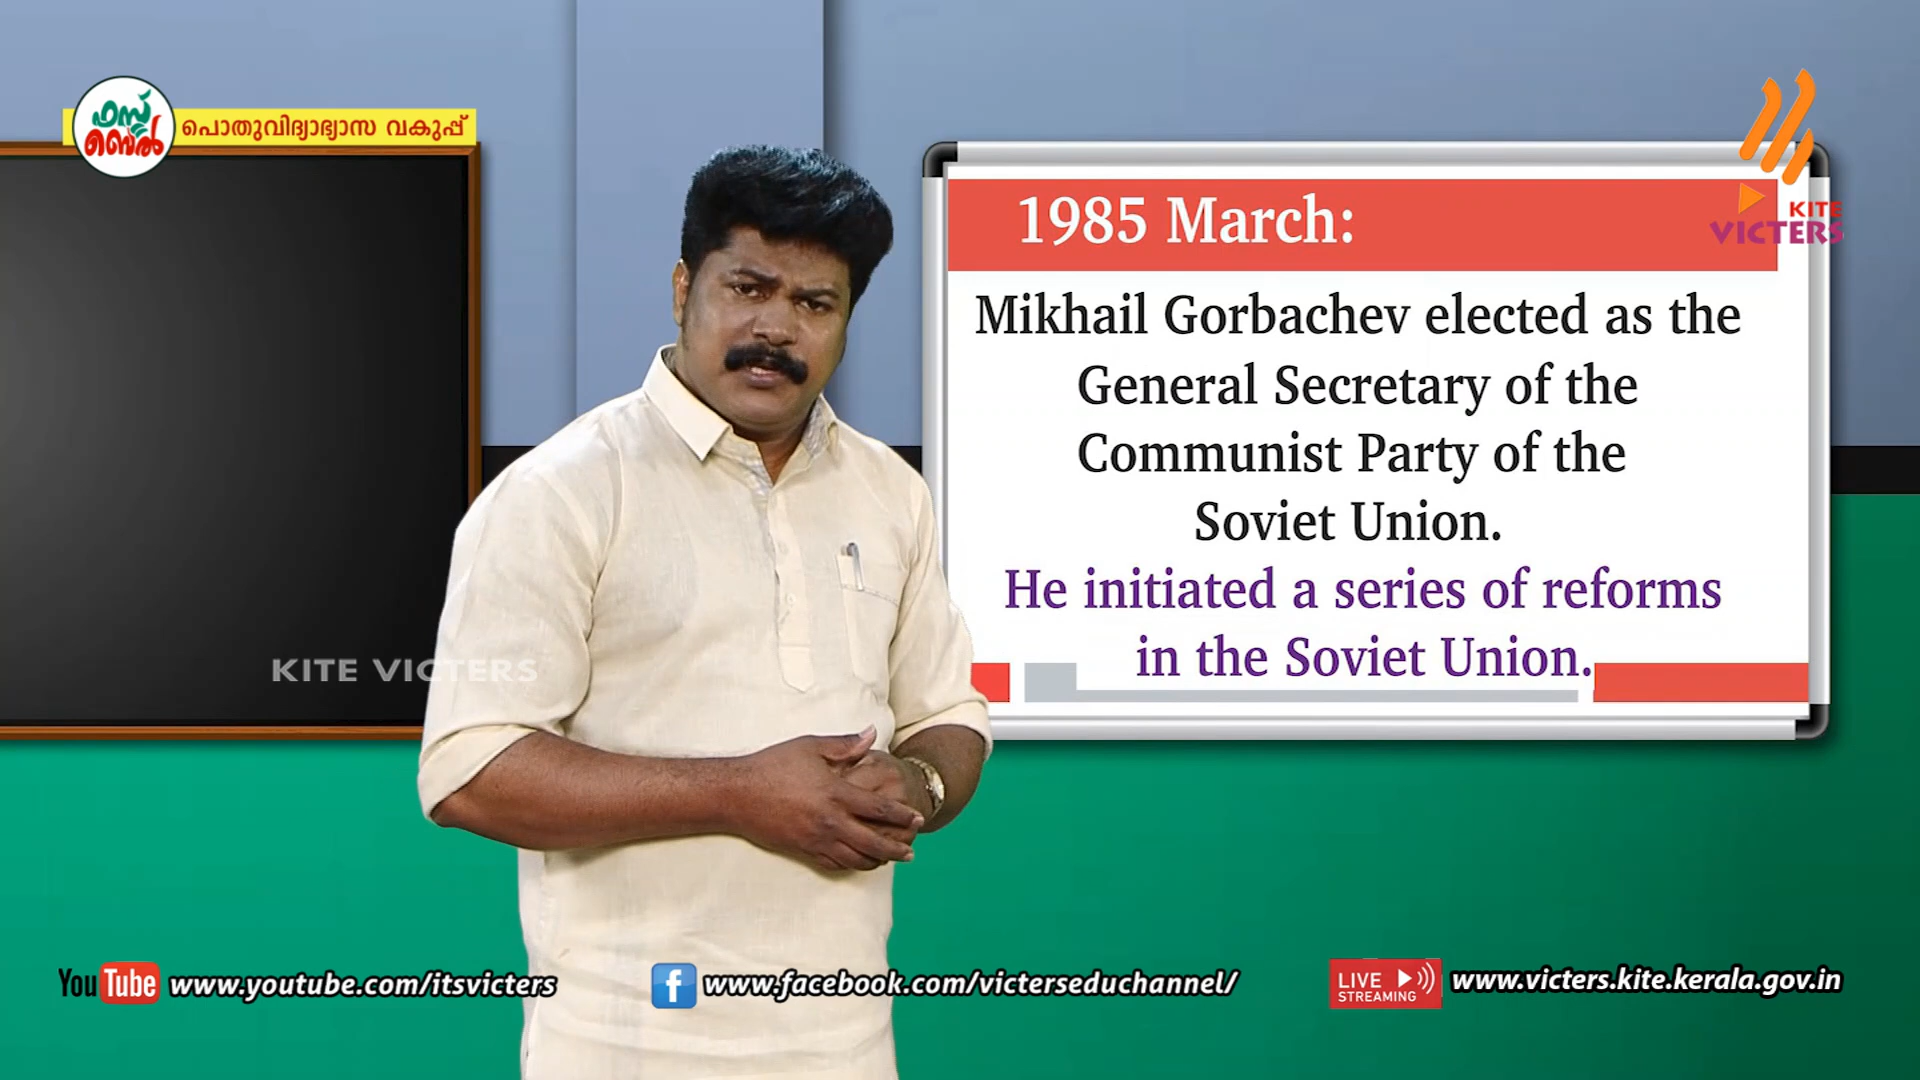 ഫസ്റ്റ്
ബെൽ
പൊതുവിദ്യാഭ്യാസ വകുപ്പ്
KITE
VICTERS
1985 March:
Mikhail Gorbachev elected as the
General Secretary of the
Communist Party of the
Soviet Union.
He initiated a series of reforms
in the Soviet Union.
KITE VICTERS
YouTube www.youtube.com/itsvicters
f www.facebook.com/victerseduchannel/
LIVE
STREAMING
www.victers.kite.kerala.gov.in